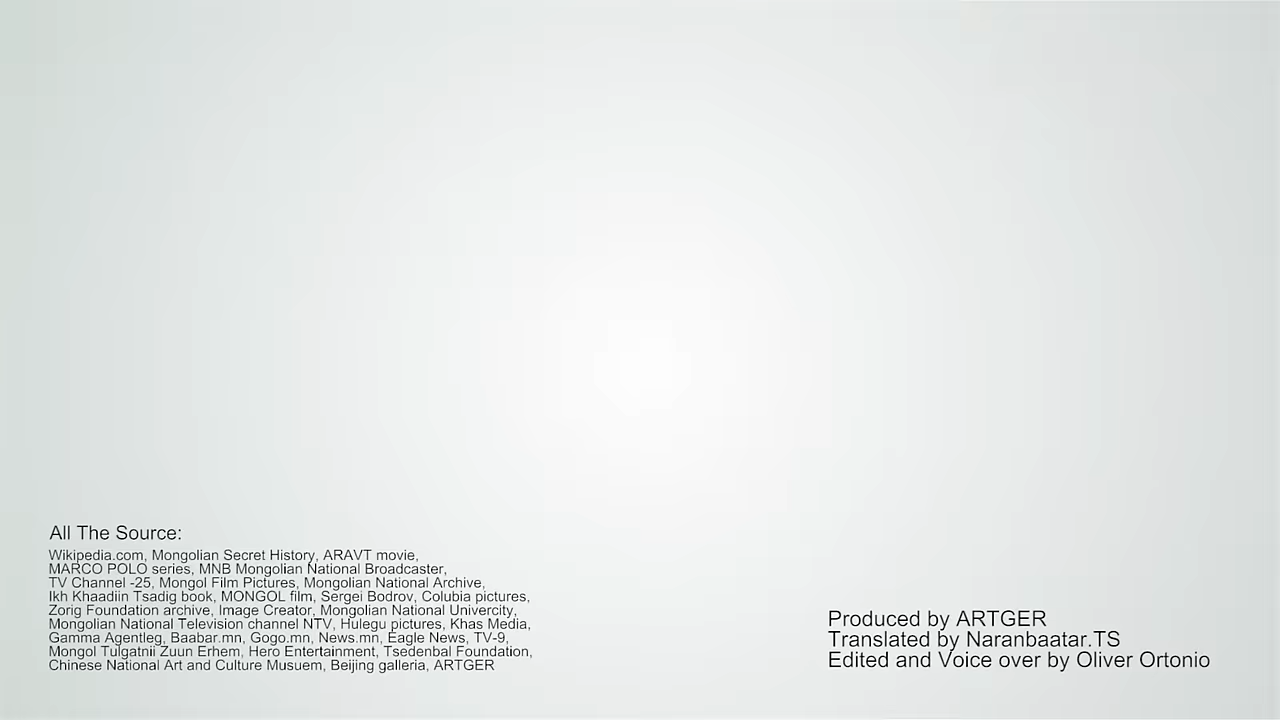 All The Source:
Wikipedia.com, Mongolian Secret History, ARAVT movie,
MARCO POLO series, MNB Mongolian National Broadcaster,
TV Channel -25, Mongol Film Pictures, Mongolian National Archive,
Ikh Khaadiin Tsadig book, MONGOL film, Sergei Bodrov, Colubia pictures,
Zorig Foundation archive, Image Creator, Mongolian National Univercity,
Mongolian National Television channel NTV, Hulegu pictures, Khas Media,
Gamma Agentleg, Baabar.mn, Gogo.mn, News.mn, Eagle News, TV-9,
Mongol Tulgatnii Zuun Erhem, Hero Entertainment, Tsedenbal Foundation,
Chinese National Art and Culture Musuem, Beijing galleria, ARTGER
Produced by ARTGER
Translated by Naranbaatar.TS
Edited and Voice over by Oliver Ortonio